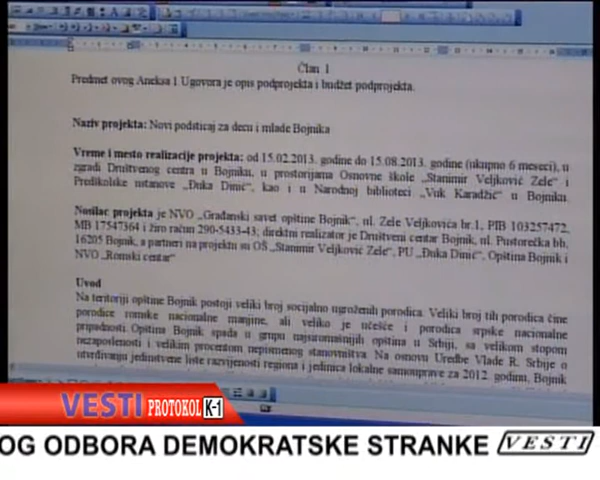 Član 1
Predmet ovog Aneksa 1 Ugovora je opis podprojekta i budžet podprojekta.
Naziv projekta: Novi podsticaj za decu i mlade Bojnika
Vreme i mesto realizacije projekta: od 15.02.2013. godine do 15.08.2013. godine (ukupno 6 meseci), u
zgradi Društvenog centra u Bojniku, u prostorijama Osnovne škole „Stanimir Veljković Zele“ i
Predškolske ustanove „Đuka Dinić“, kao i u Narodnoj biblioteci „Vuk Karadžić“ u Bojniku.
Nosilac projekta je NVO „Građanski savet opštine Bojnik“, ul. Zele Veljkovića br.1, PIB 103257472,
MB 17547364 i žiro račun 290-5433-43; direktni realizator je Društveni centar Bojnik, ul. Pustorečka bb,
16205 Bojnik, a partneri na projektu su OŠ „Stanimir Veljković Zele“, PU „Đuka Dinić“, Opština Bojnik i
NVO „Romski centar“
Uvod
Na teritoriji opštine Bojnik postoji veliki broj socijalno ugroženih porodica. Veliki broj tih porodica čine
porodice romske nacionalne manjine, ali veliko je učešće i porodica srpske nacionalne
pripadnosti. Opština Bojnik spada u grupu najsiromašnijih opština u Srbiji, sa velikom stopom
nezaposlenosti i velikim procentom nepismenog stanovništva. Na osnovu Uredbe Vlade R. Srbije o
utvrđivanju jedinstvene liste razvijenosti regiona i jedinica lokalne samouprave za 2012. godinu, Bojnik
VESTI PROTOKOL K-1
OG ODBORA DEMOKRATSKE STRANKE VESTI